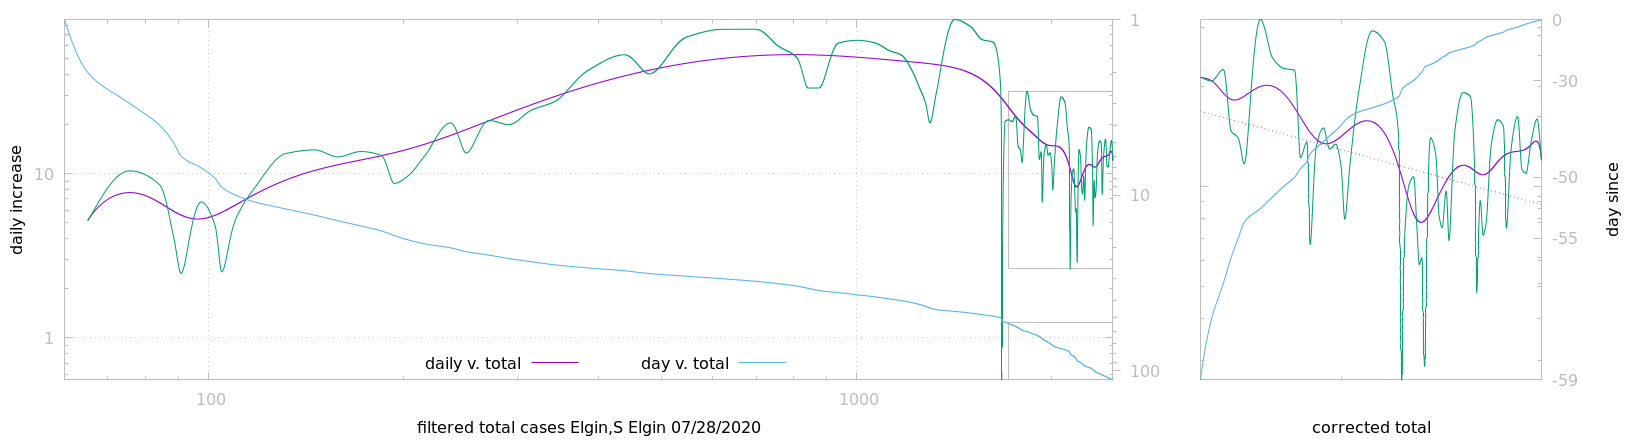 daily increase
10
1
100
1000
daily v. total
day v. total
filtered total cases Elgin,S Elgin 07/28/2020
1
10
100
0
-30
-50
-55
-59
day since
corrected total